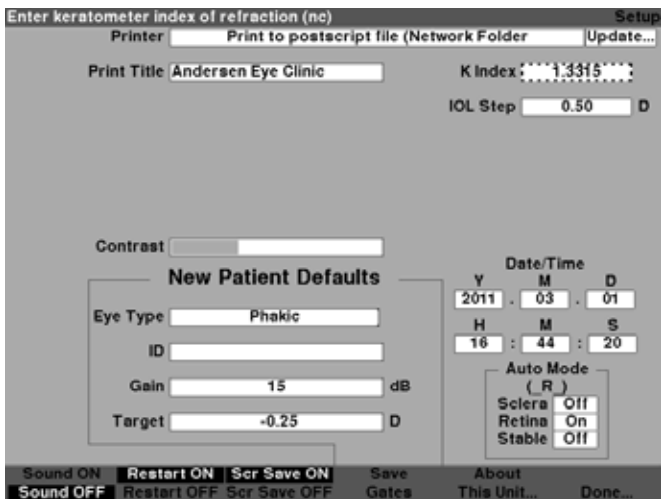 Enter keratometer index of refraction (nc) Setup
Printer Print to postscript file (Network Folder Update...
Print Title Andersen Eye Clinic K Index 1.3315
IOL Step 0.50 D
Contrast
Date/Time
New Patient Defaults Y M D
2011 . 03 . 01
Eye Type Phakic
H M S
ID 16 : 44 : 20
Auto Mode
Gain 15 dB (_R_)
Sclera Off
Target -0.25 D Retina On
Stable Off
Sound ON Restart ON Scr Save ON Save About
Sound OFF Restart OFF Scr Save OFF Gates This Unit... Done...